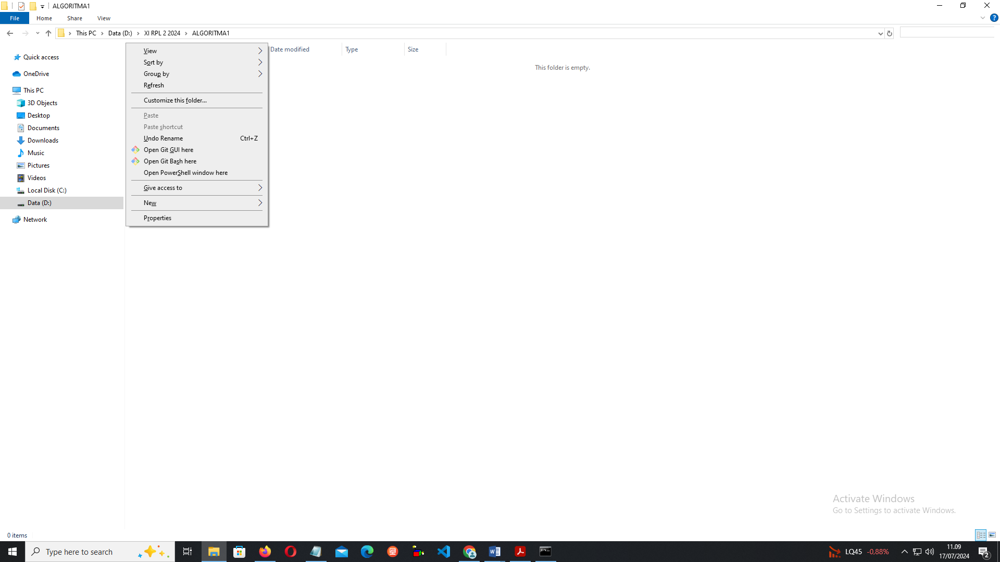 ALGORITMA1
File Home Share View
This PC Data (D:) XI RPL 2 2024 ALGORITMA1
Quick access
OneDrive
This PC
3D Objects
Desktop
Documents
Downloads
Music
Pictures
Videos
Local Disk (C:)
Data (D:)
Network
View
Sort by
Group by
Refresh
Customize this folder...
Paste
Paste shortcut
Undo Rename Ctrl+Z
Open Git GUI here
Open Git Bash here
Open PowerShell window here
Give access to
New
Properties
Date modified Type Size
This folder is empty.
Activate Windows
Go to Settings to activate Windows.
0 items
Type here to search
LQ45 -0,88%
11.09
17/07/2024
2